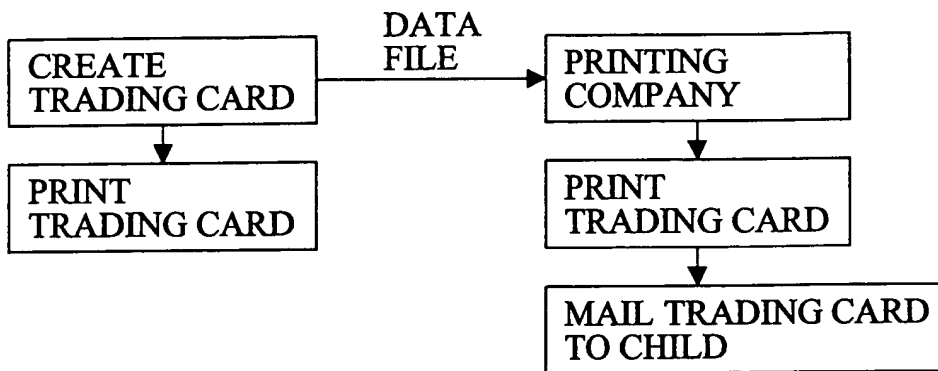 CREATE
TRADING CARD
DATA
FILE
PRINTING
COMPANY
PRINT
TRADING CARD
PRINT
TRADING CARD
MAIL TRADING CARD
TO CHILD